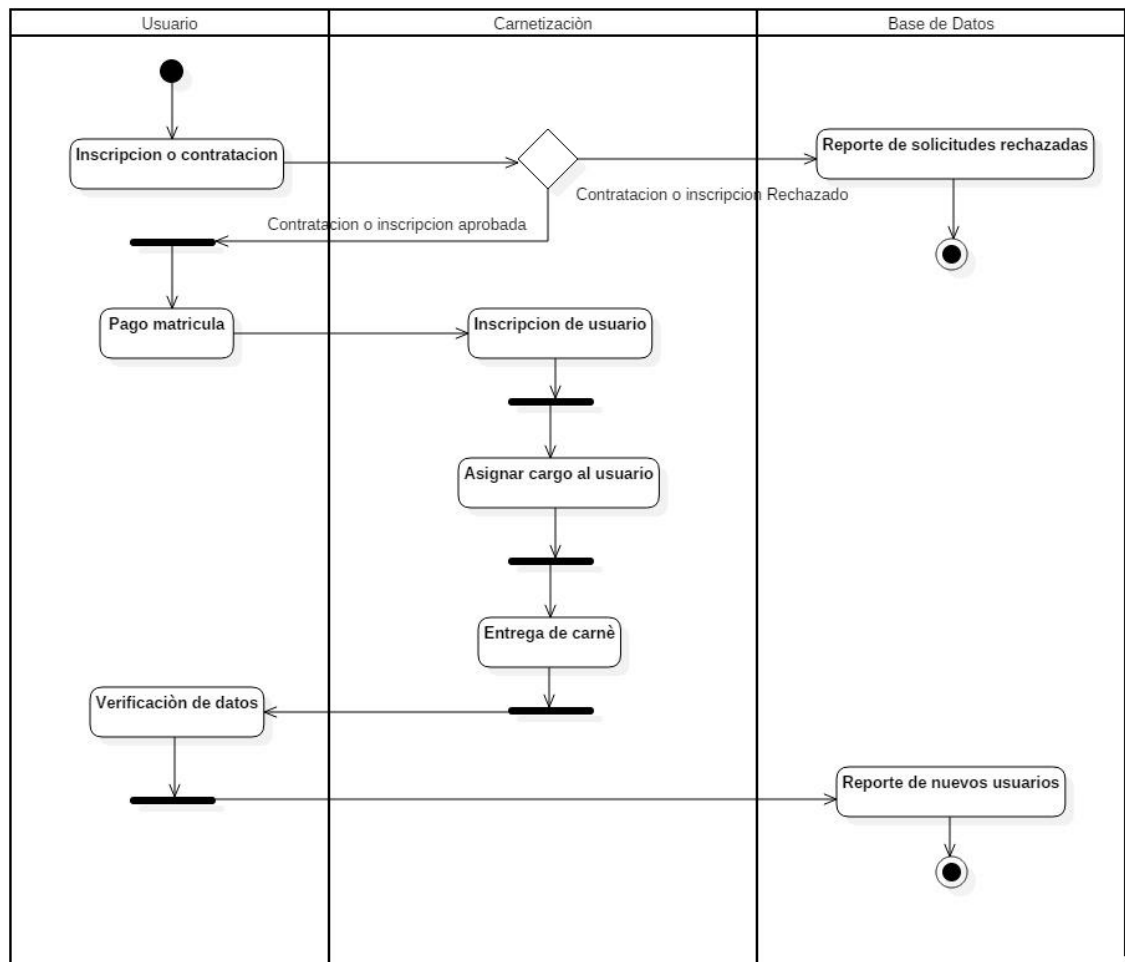 Usuario
Carnetizaciòn
Base de Datos
Inscripcion o contratacion
Reporte de solicitudes rechazadas
Contratacion o inscripcion Rechazado
Contratacion o inscripcion aprobada
Pago matricula
Inscripcion de usuario
Asignar cargo al usuario
Entrega de carnè
Verificaciòn de datos
Reporte de nuevos usuarios